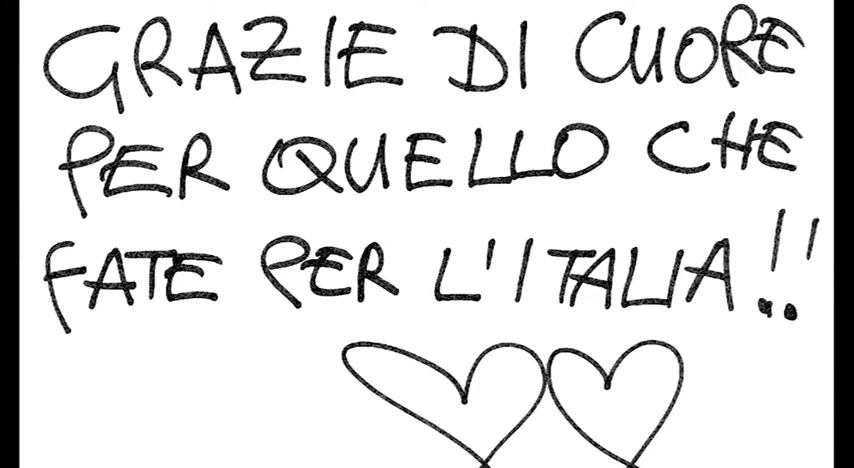 GRAZIE DI CUORE
PER QUELLO CHE
FATE PER L'ITALIA!!